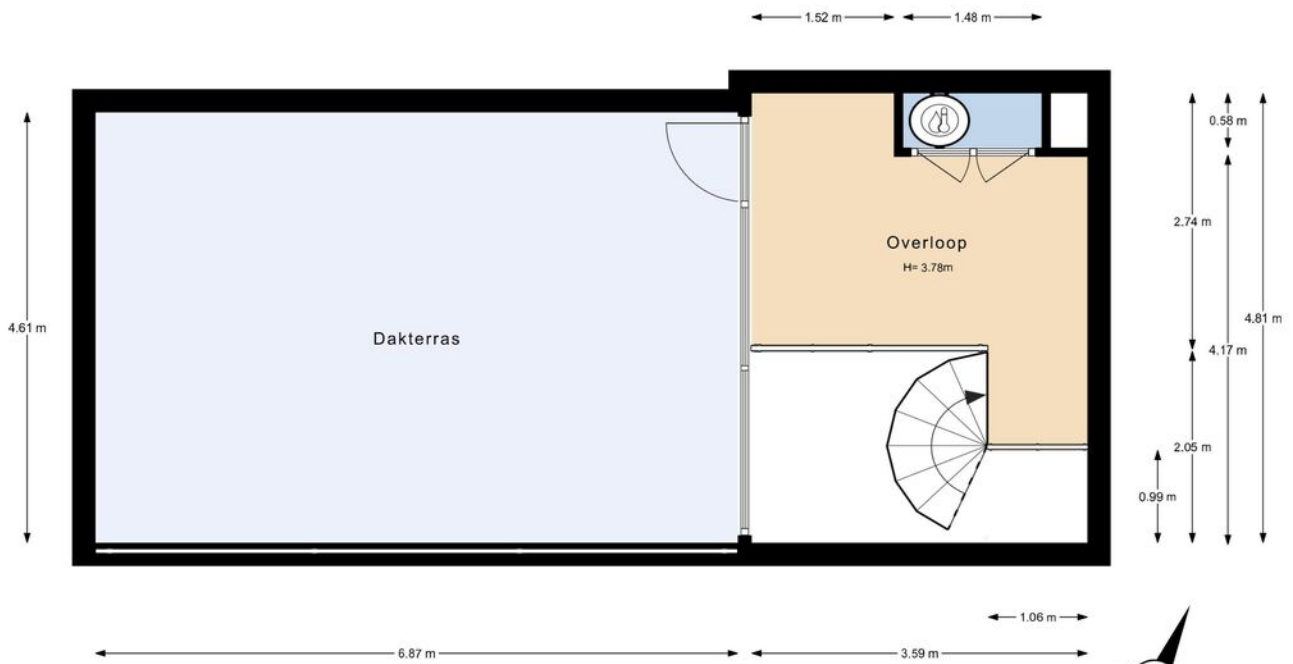 1.52 m
1.48 m
0.58 m
2.74 m
Overloop
H= 3.78m
4.81 m
4.61 m
Dakterras
4.17 m
2.05 m
0.99 m
1.06 m
6.87 m
3.59 m